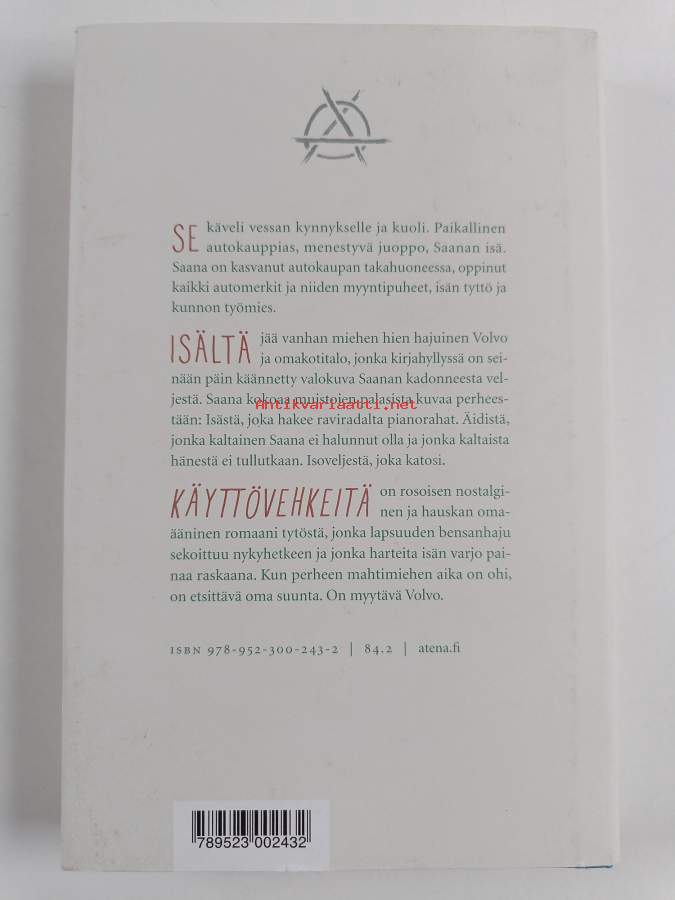 SE käveli vessan kynnykselle ja kuoli. Paikallinen
autokauppias, menestyvä juoppo, Saanan isä.
Saana on kasvanut autokaupan takahuoneessa, oppinut
kaikki automerkit ja niiden myyntipuheet, isän tyttö ja
kunnon työmies.
ISÄLTÄ jää vanhan miehen hien hajuinen Volvo
ja omakotitalo, jonka kirjahyllyssä on sei-
nään päin käännetty valokuva Saanan kadonneesta vel-
jestä. Saana kokoaa muistojen palasista kuvaa perhees-
Antikvariaatti.net
tään: Isästä, joka hakee raviradalta pianorahat. Äidistä,
jonka kaltainen Saana ei halunnut olla ja jonka kaltaista
hänestä ei tullutkaan. Isoveljestä, joka katosi.
KÄYTTÖVEHKEITÄ on rosoisen nostalgi-
nen ja hauskan oma-
ääninen romaani tytöstä, jonka lapsuuden bensanhaju
sekoittuu nykyhetkeen ja jonka harteita isän varjo pai-
naa raskaana. Kun perheen mahtimiehen aika on ohi,
on etsittävä oma suunta. On myytävä Volvo.
ISBN 978-952-300-243-2 | 84.2 | atena.fi
789523 002432